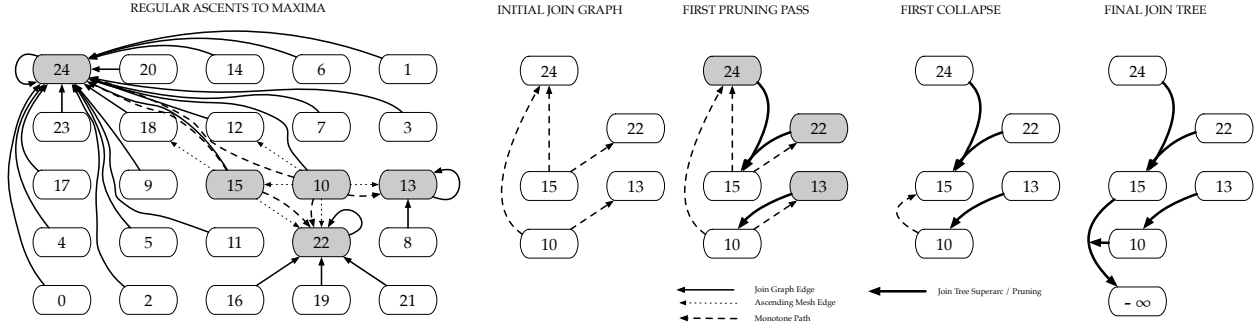 REGULAR ASCENTS TO MAXIMA
24 20 14 6 1
23 18 12 7 3
17 9 15 10 13
4 5 11 22 8
0 2 16 19 21
INITIAL JOIN GRAPH
24
22
15 13
10
FIRST PRUNING PASS
24
22
15 13
10
FIRST COLLAPSE
24
22
15 13
10
FINAL JOIN TREE
24
22
15 13
10
- ∞
Join Graph Edge
Ascending Mesh Edge
Monotone Path
Join Tree Superarc / Pruning